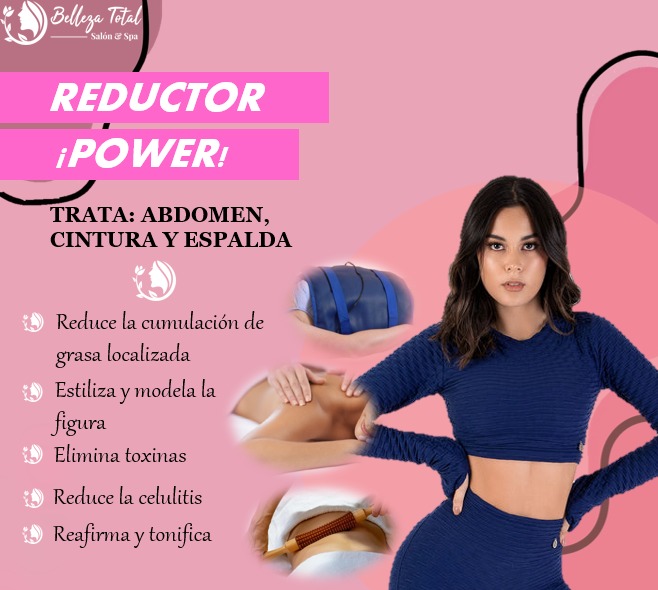 Belleza Total
Salón & Spa
REDUCTOR
¡POWER!
TRATA: ABDOMEN,
CINTURA Y ESPALDA
Reduce la cumulación de
grasa localizada
Estiliza y modela la
figura
Elimina toxinas
Reduce la celulitis
Reafirma y tonifica